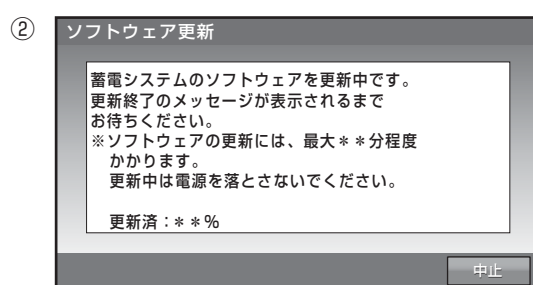 ②
ソフトウェア更新
蓄電システムのソフトウェアを更新中です。
更新終了のメッセージが表示されるまで
お待ちください。
※ソフトウェアの更新には、最大＊＊分程度
かかります。
更新中は電源を落とさないでください。
更新済：＊＊％
中止